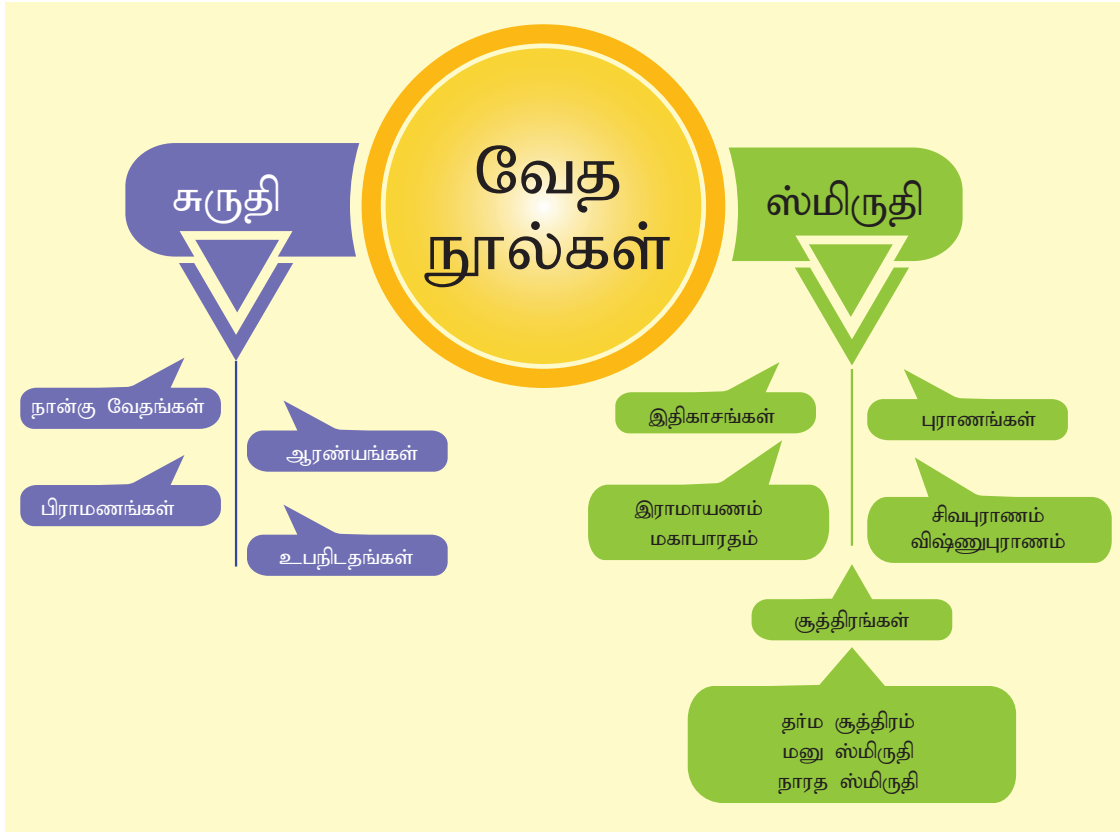 வேத
நூல்கள்
சுருதி
நான்கு வேதங்கள்
ஆரண்யங்கள்
பிராமணங்கள்
உபநிடதங்கள்
ஸ்மிருதி
இதிகாசங்கள்
இராமாயணம்
மகாபாரதம்
புராணங்கள்
சிவபுராணம்
விஷ்ணுபுராணம்
சூத்திரங்கள்
தர்ம சூத்திரம்
மனு ஸ்மிருதி
நாரத ஸ்மிருதி